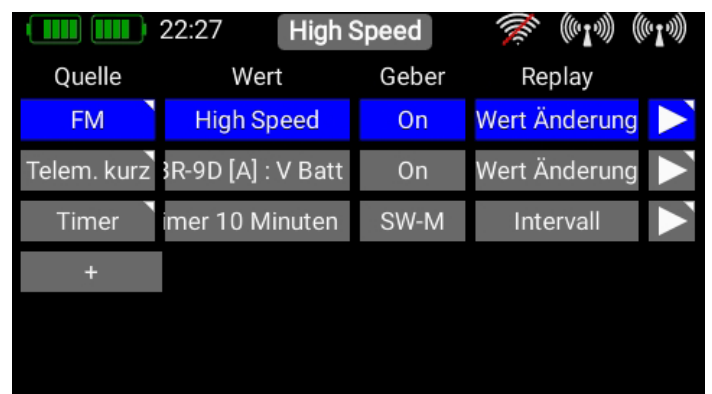 22:27 High Speed
Quelle Wert Geber Replay
FM High Speed On Wert Änderung
Telem. kurz 3R-9D [A] : V Batt On Wert Änderung
Timer imer 10 Minuten SW-M Intervall
+